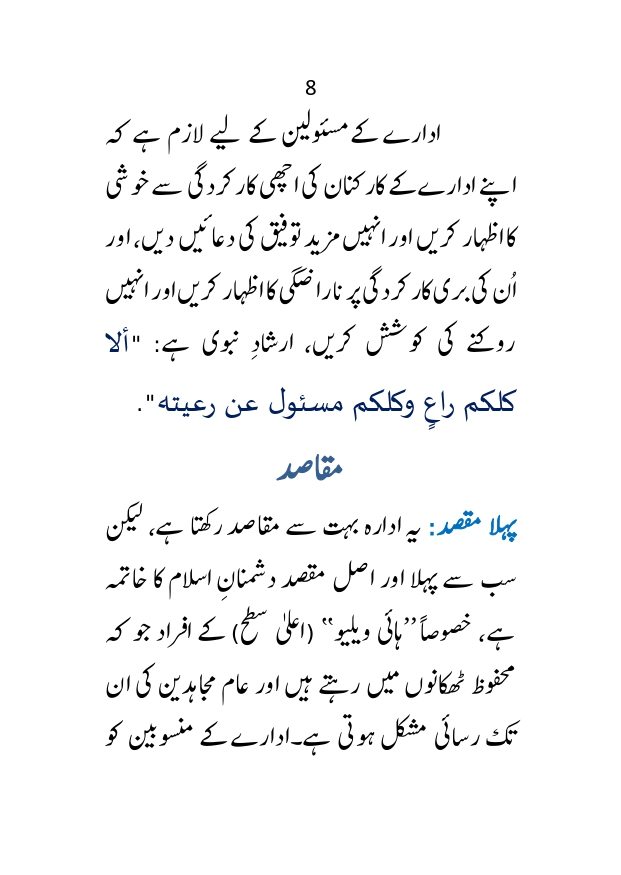 8
ادارے کے مسئولین کے لیے لازم ہے کہ
اپنے ادارے کے کارکنان کی اچھی کارکردگی سے خوشی
کا اظہار کریں اور انہیں مزید توفیق کی دعائیں دیں، اور
اُن کی بری کارکردگی پر ناراضگی کا اظہار کریں اور انہیں
روکنے کی کوشش کریں، ارشادِ نبوی ہے: "ألا
كلكم راعٍ وكلكم مسئول عن رعيته".
مقاصد
پہلا مقصد: یہ ادارہ بہت سے مقاصد رکھتا ہے، لیکن
سب سے پہلا اور اصل مقصد دشمنانِ اسلام کا خاتمہ
ہے، خصوصاً ’’ہائی ویلیو‘‘ (اعلیٰ سطح) کے افراد جو کہ
محفوظ ٹھکانوں میں رہتے ہیں اور عام مجاہدین کی ان
تک رسائی مشکل ہوتی ہے۔ادارے کے منسوبین کو